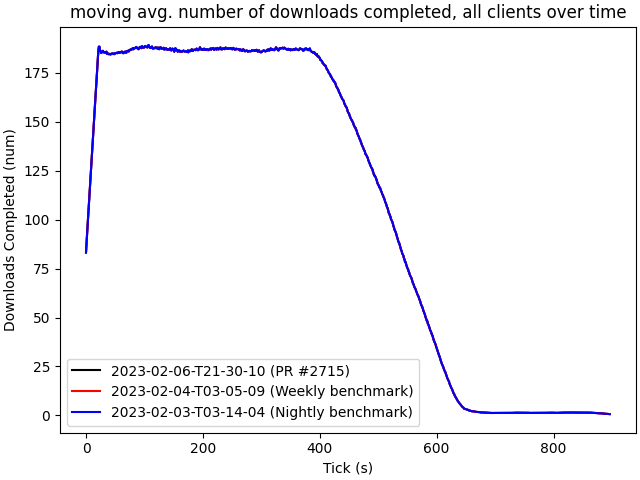 moving avg. number of downloads completed, all clients over time
Downloads Completed (num)
175
150
125
100
75
50
25
0
2023-02-06-T21-30-10 (PR #2715)
2023-02-04-T03-05-09 (Weekly benchmark)
2023-02-03-T03-14-04 (Nightly benchmark)
0 200 400 600 800
Tick (s)